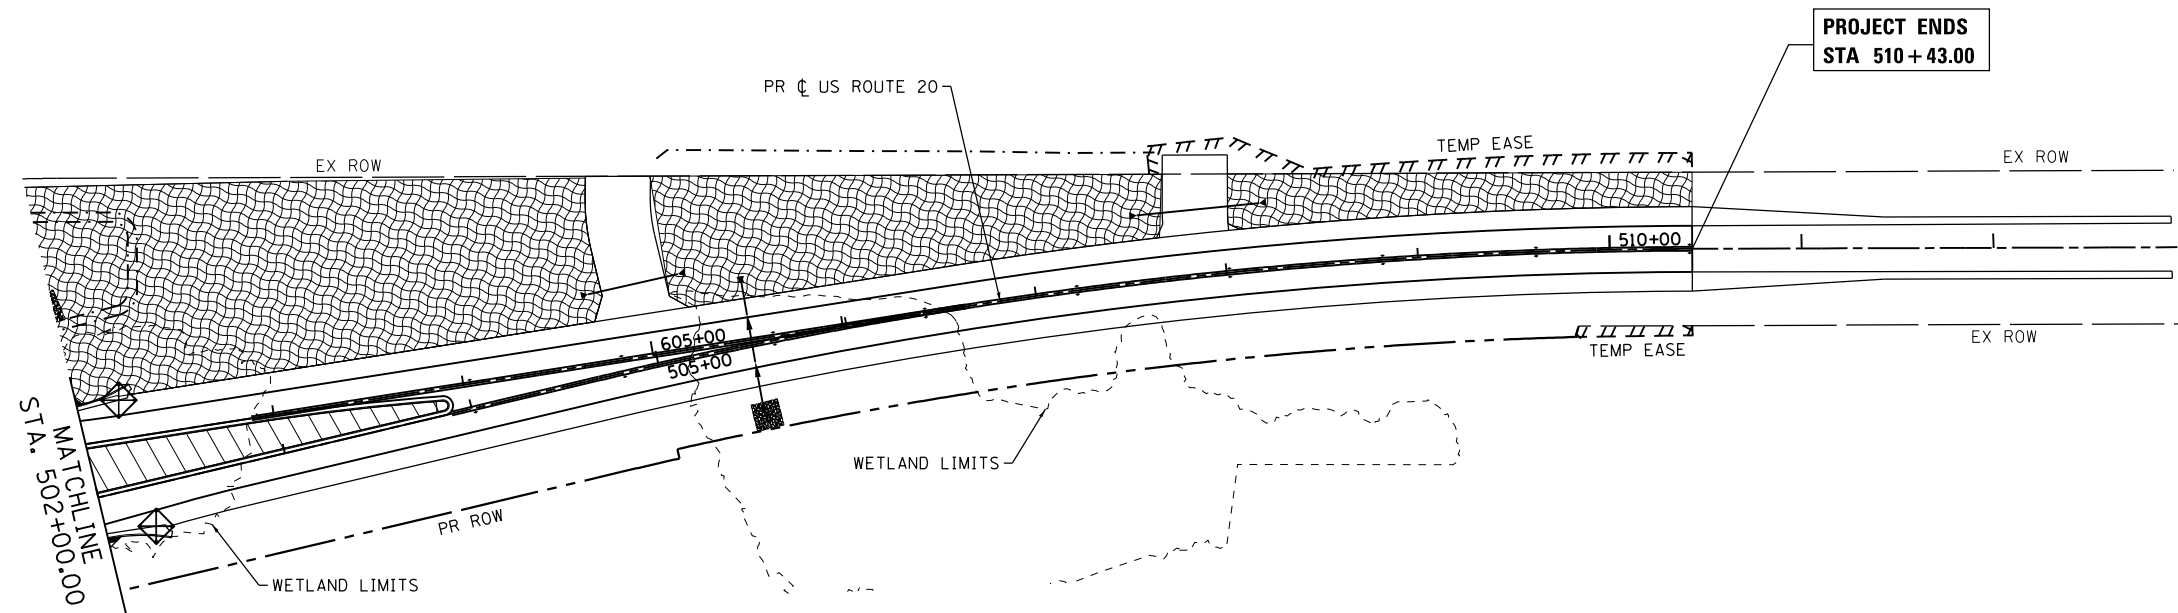 PROJECT ENDS
STA 510+43.00
PR ℄ US ROUTE 20
TEMP EASE
EX ROW
EX ROW
510+00
605+00
505+00
EX ROW
TEMP EASE
WETLAND LIMITS
PR ROW
WETLAND LIMITS
MATCHLINE
STA. 502+00.00